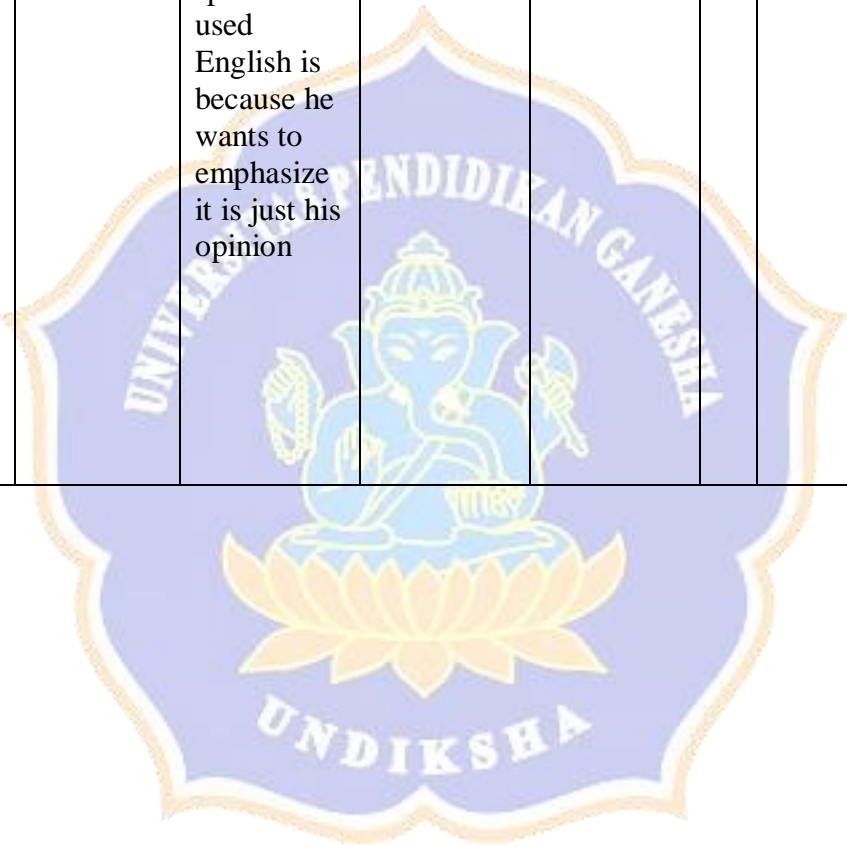 used
English is
because he
wants to
emphasize
it is just his
opinion
UNIVERSITAS PENDIDIKAN GANESHA
UNDIKSHA